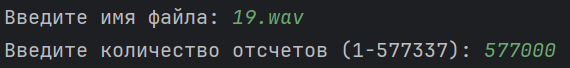 Введите имя файла: 19.wav
Введите количество отсчетов (1-577337): 577000